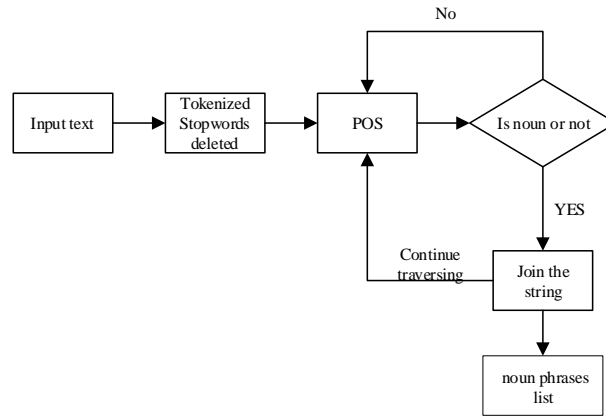 No
Input text
Tokenized
Stopwords
deleted
POS
Is noun or not
YES
Continue
traversing
Join the
string
noun phrases
list